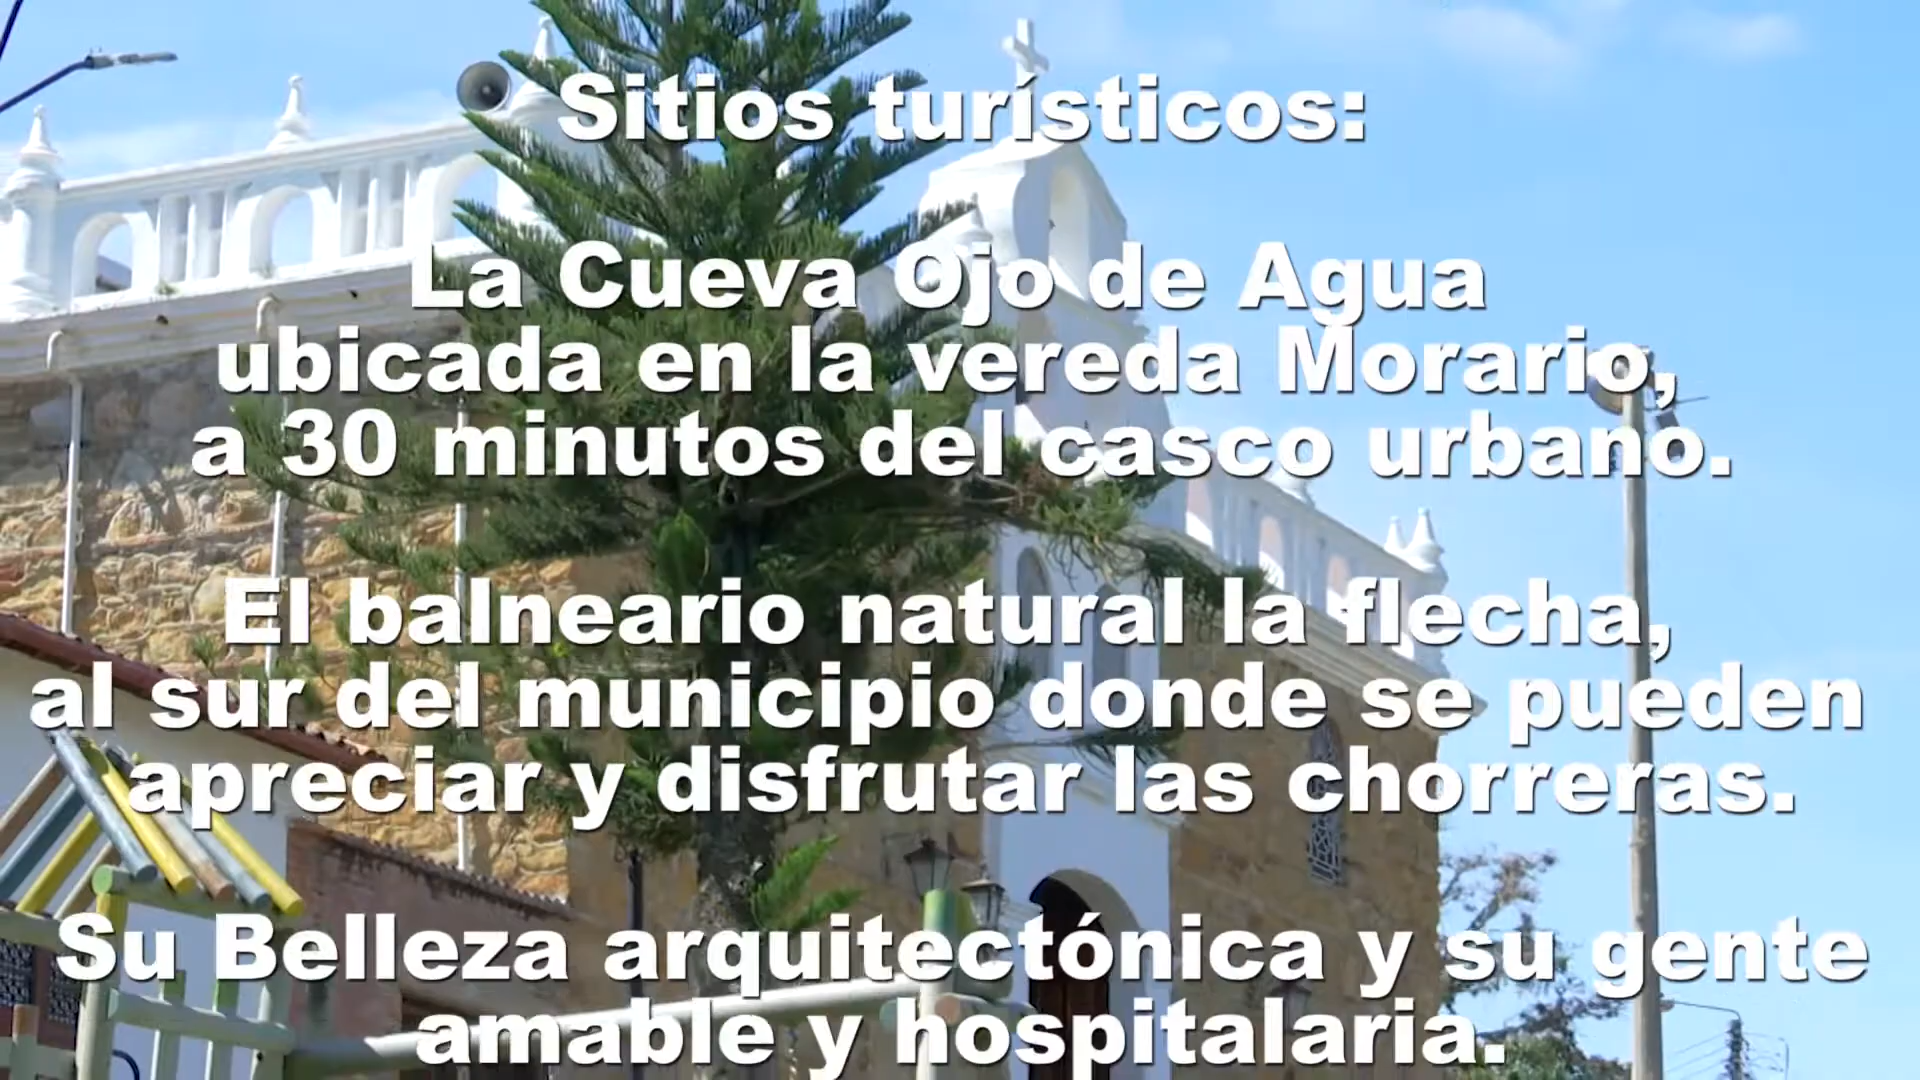 Sitios turísticos:
La Cueva Ojo de Agua
ubicada en la vereda Morario,
a 30 minutos del casco urbano.
El balneario natural la flecha,
al sur del municipio donde se pueden
apreciar y disfrutar las chorreras.
Su Belleza arquitectónica y su gente
amable y hospitalaria.